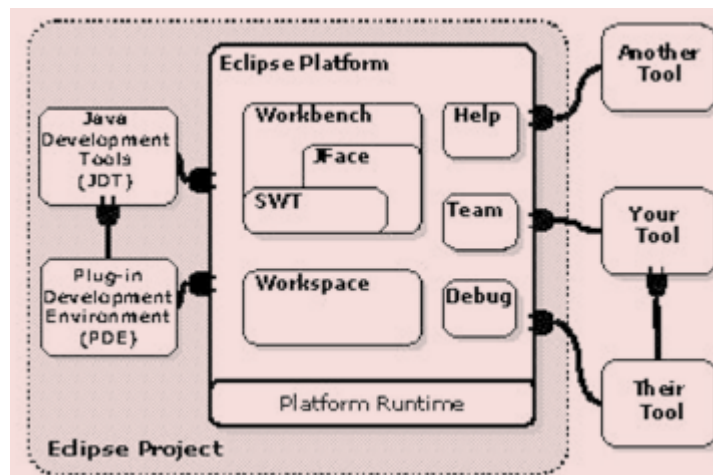 Eclipse Platform
Another
Tool
Java
Development
Tools
(JDT)
Workbench
JFace
SWT
Help
Team
Your
Tool
Plug-in
Development
Environment
(PDE)
Workspace
Debug
Their
Tool
Platform Runtime
Eclipse Project